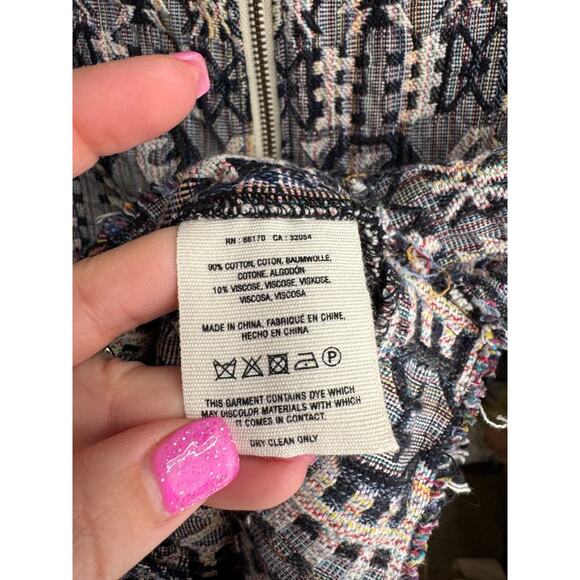 RN : 66170 CA : 32054
90% COTTON, COTON, BAUMWOLLE,
COTONE, ALGODÓN
10% VISCOSE, VISCOSE, VISKOSE,
VISCOSA, VISCOSA
MADE IN CHINA, FABRIQUÉ EN CHINE,
HECHO EN CHINA
P
THIS GARMENT CONTAINS DYE WHICH
MAY DISCOLOR MATERIALS WITH WHICH
IT COMES IN CONTACT.
DRY CLEAN ONLY